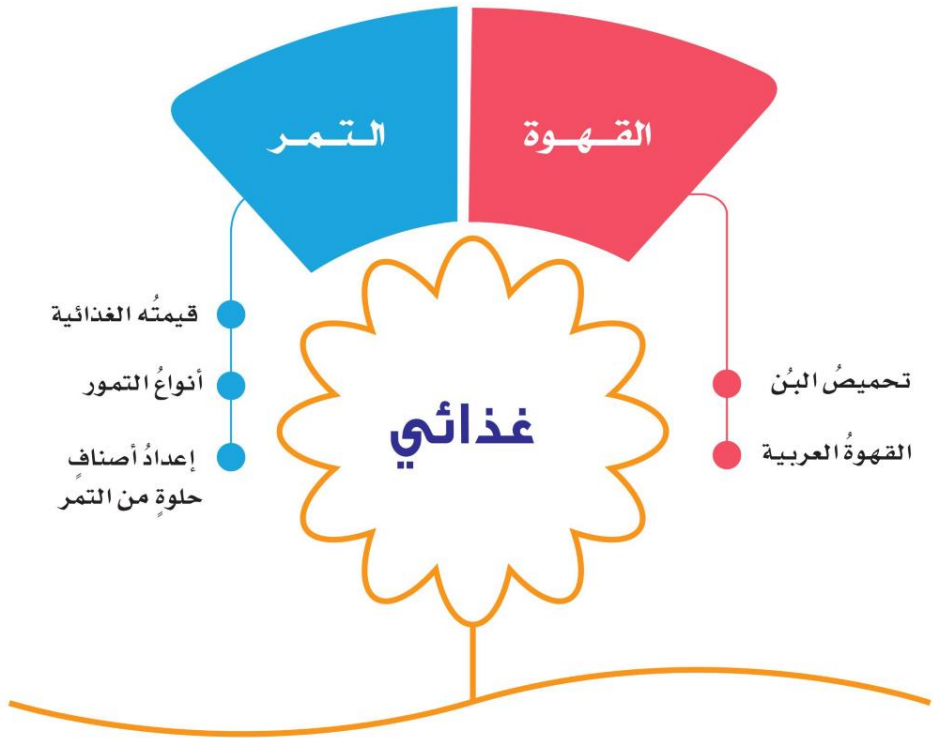 القهوة
التمر
تحميصُ البُن
القهوةُ العربية
قيمتُه الغذائية
أنواعُ التمور
إعدادُ أصنافٍ
حلوةٍ من التمر
غذائي